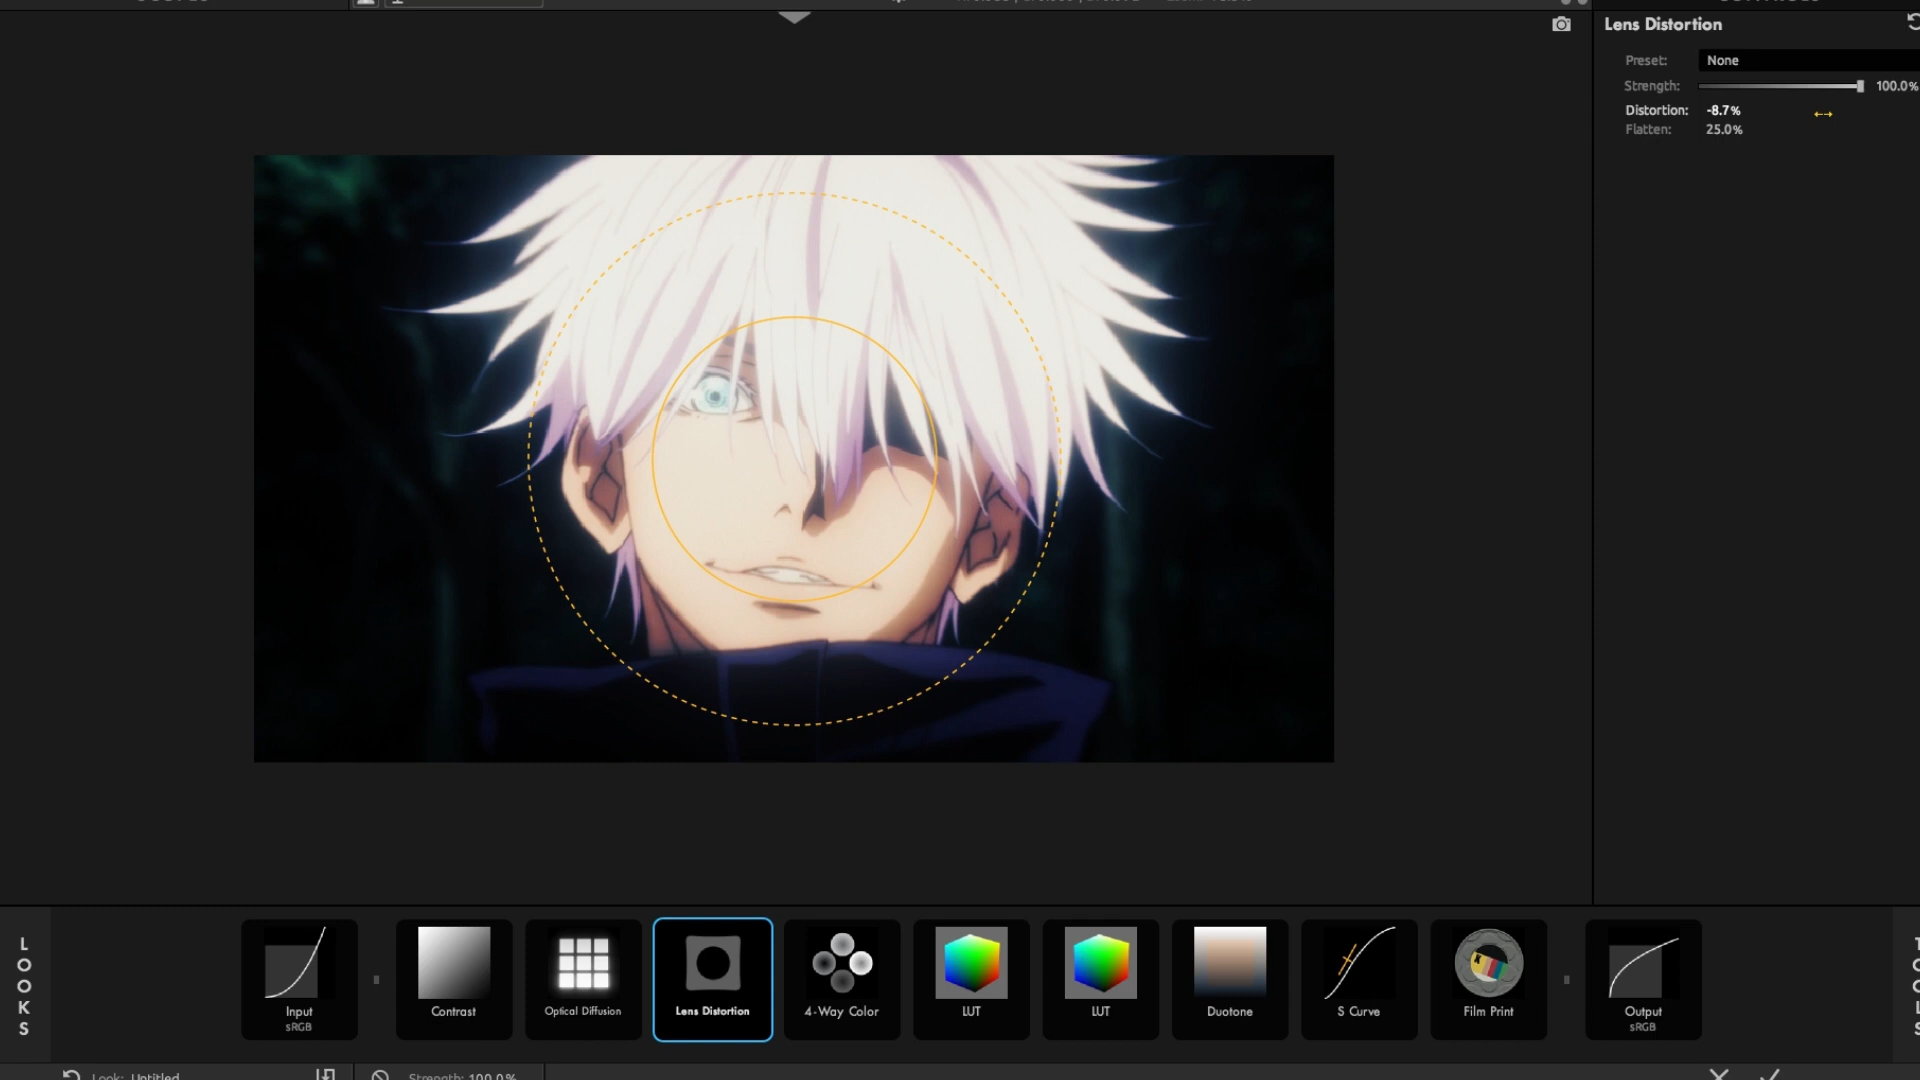 Lens Distortion
Preset: None
Strength: 100.0%
Distortion: -8.7%
Flatten: 25.0%
LOOKS
Input
sRGB
Contrast
Optical Diffusion
Lens Distortion
4-Way Color
LUT
LUT
Duotone
S Curve
Film Print
Output
sRGB
Look: Untitled
Strength: 100.0%